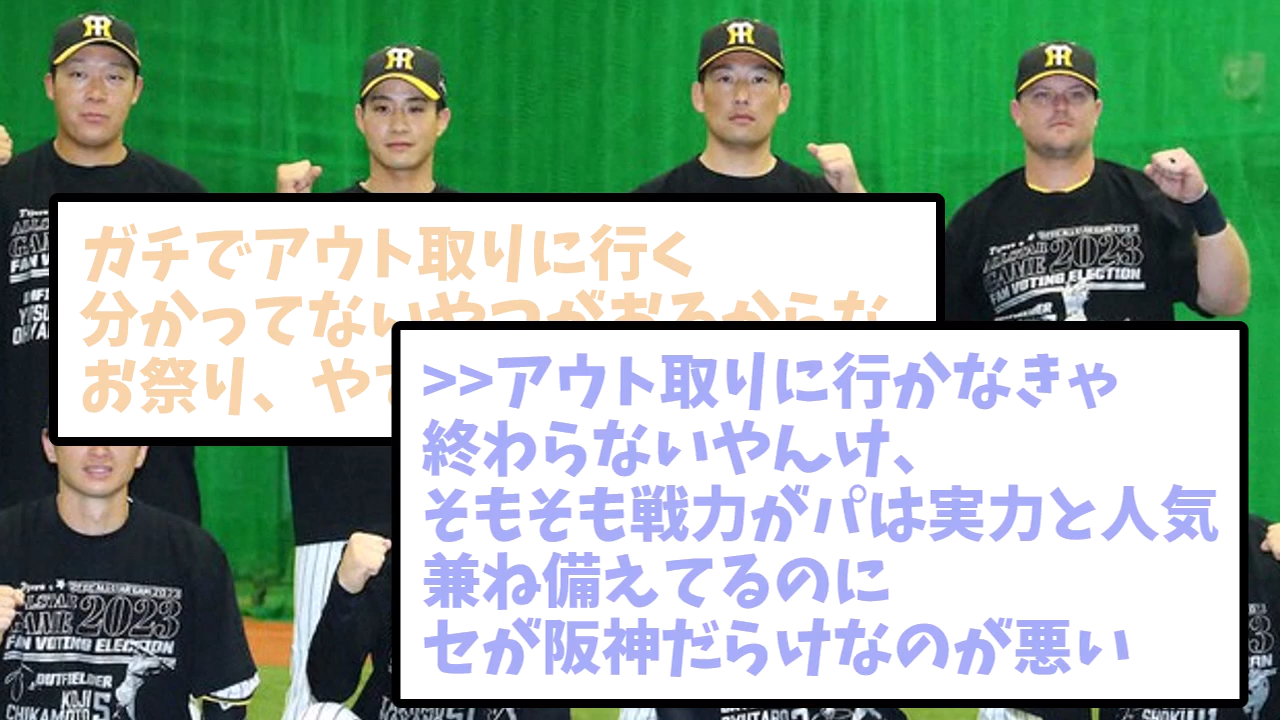 ガチでアウト取りに行く
分かってないやつがおるからな
お祭り、やで
>>アウト取りに行かなきゃ
終わらないやんけ、
そもそも戦力がパは実力と人気
兼ね備えてるのに
セが阪神だらけなのが悪い
Tigers
ALLSTAR
GAME 2023
FAN VOTING ELECTION
Tigers
ALLSTAR
GAME 2023
FAN VOTING ELECTION
OUTFIELDER
KOJI
CHIKAMOTO 5